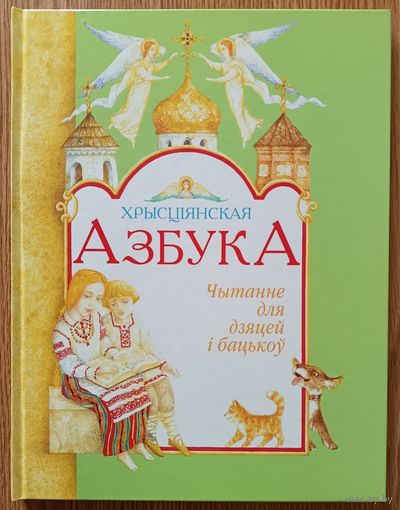 ХРЫСЦІЯНСКАЯ
АЗБУКА
Чытанне
для
дзяцей
і бацькоў